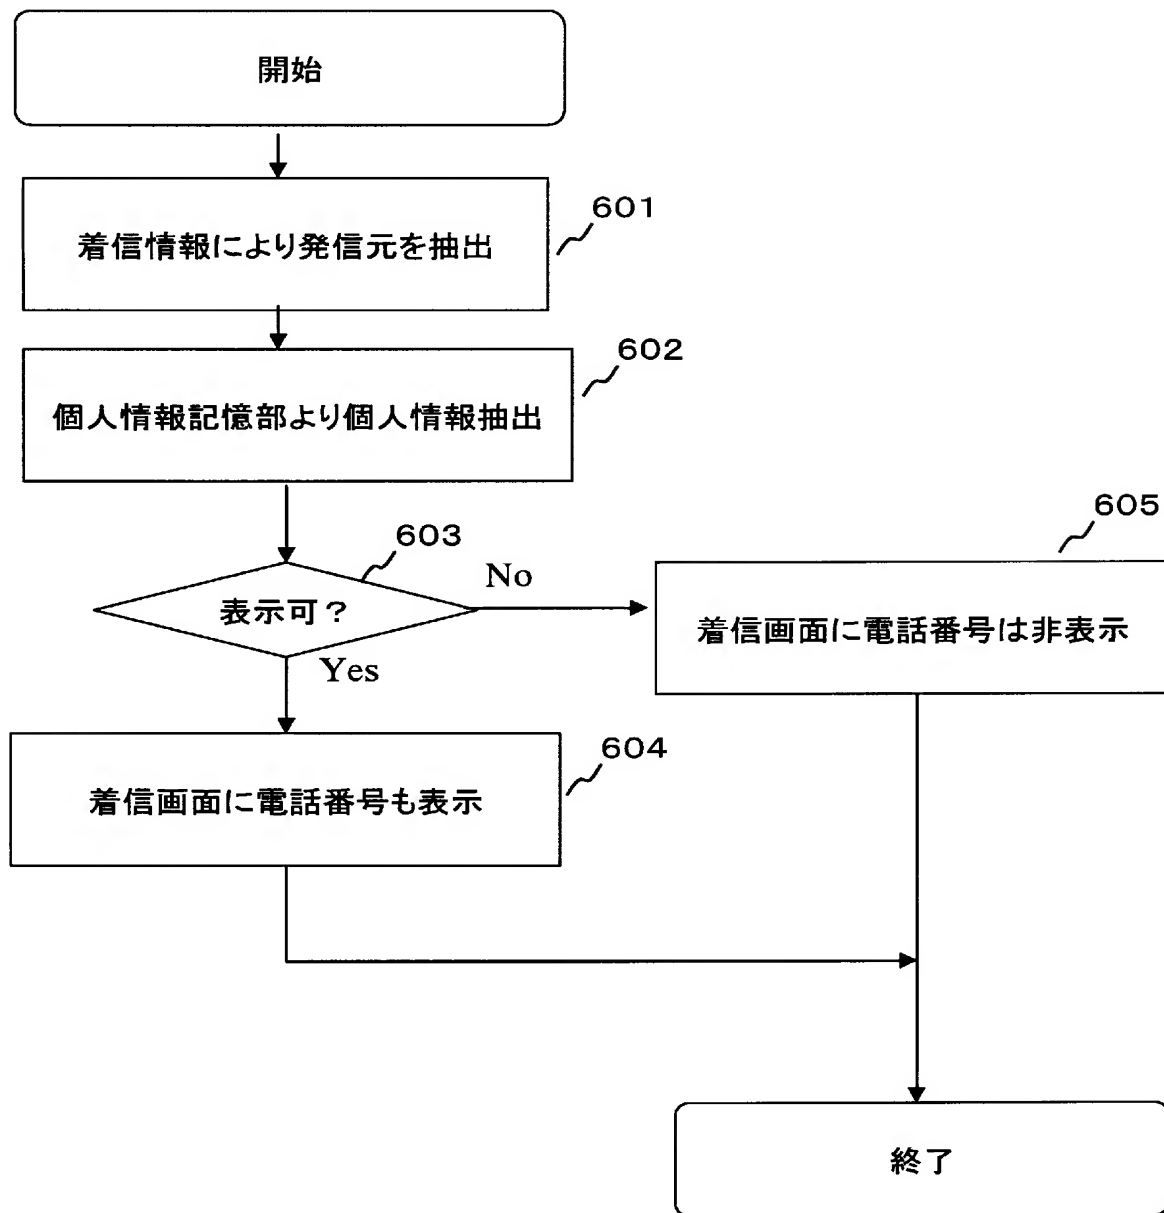 開始
601
着信情報により発信元を抽出
602
個人情報記憶部より個人情報抽出
603
表示可？
No
Yes
605
着信画面に電話番号は非表示
604
着信画面に電話番号も表示
終了